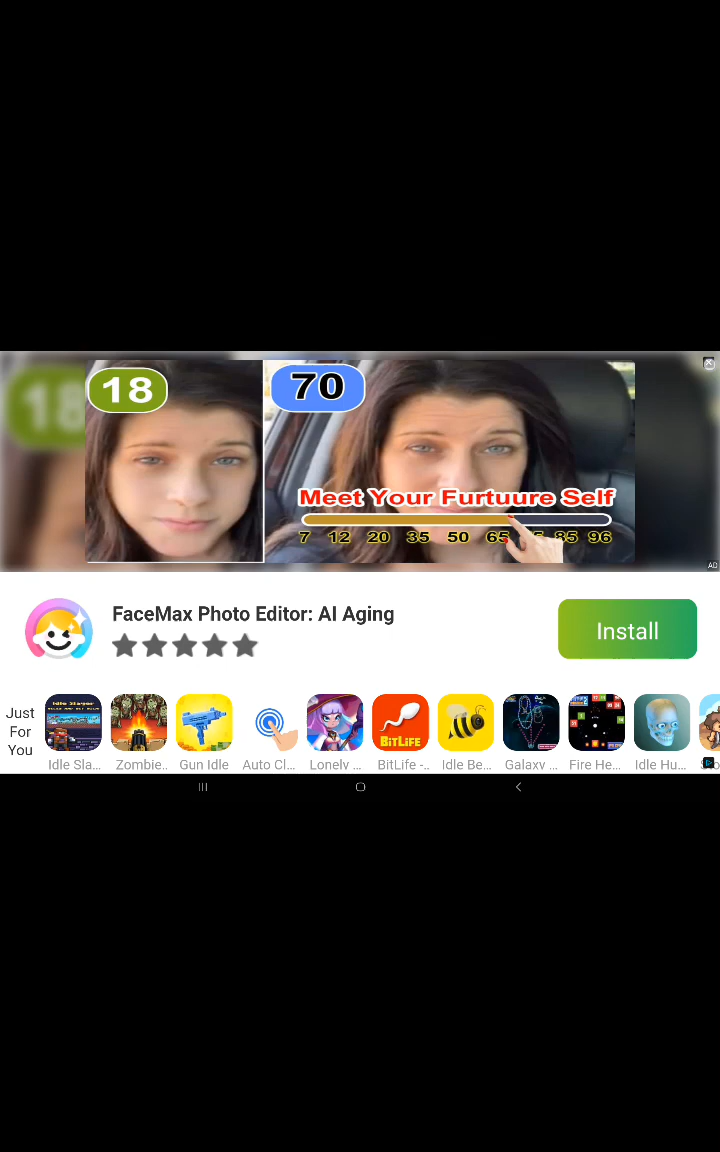 18
70
Meet Your Furtuure Self
7 12 20 35 50 65 85 96
AD
FaceMax Photo Editor: AI Aging
Install
Just
For
You
Idle Slayer
BITLIFE
Idle Sla...
Zombie..
Gun Idle
Auto Cl...
Lonely ...
BitLife -..
Idle Be...
Galaxy ...
Fire He...
Idle Hu...